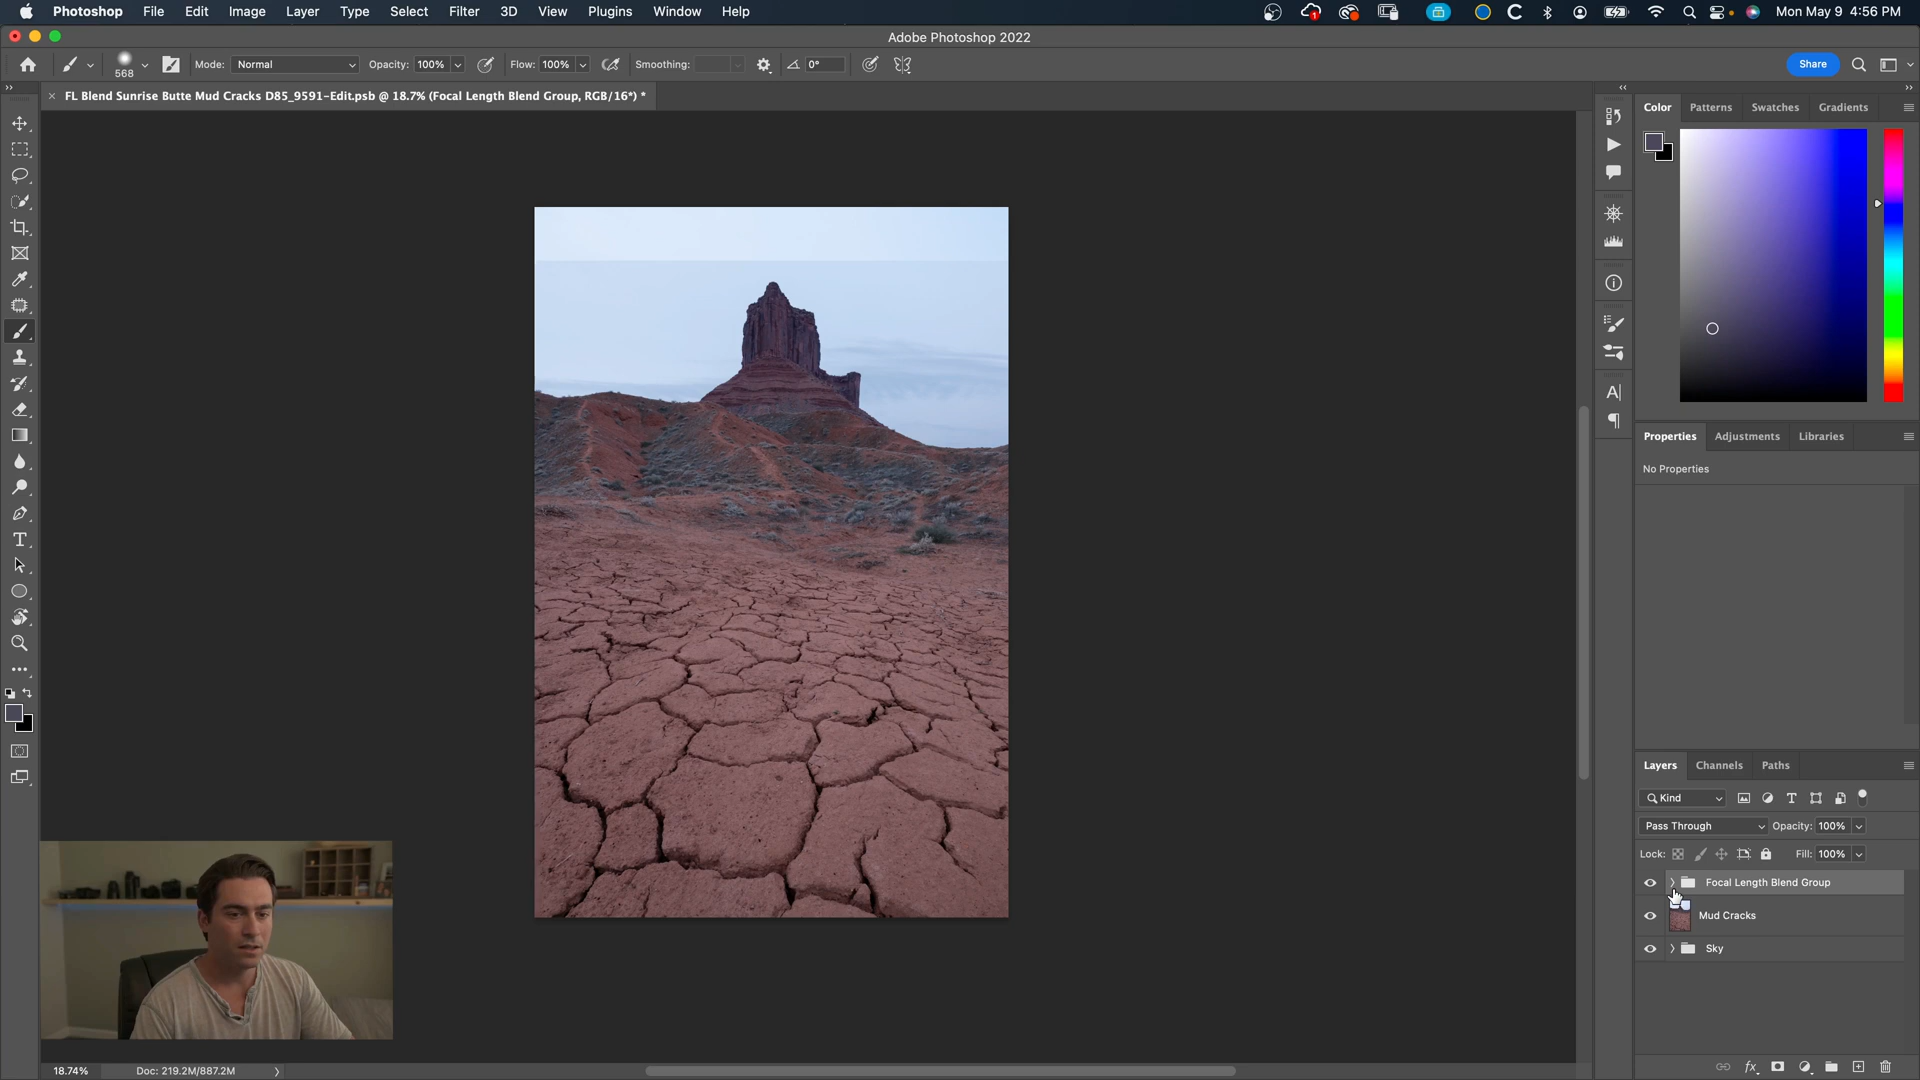 Photoshop File Edit Image Layer Type Select Filter 3D View Plugins Window Help
Mon May 9 4:56 PM
Adobe Photoshop 2022
568
Mode: Normal
Opacity: 100%
Flow: 100%
Smoothing:
0°
Share
FL Blend Sunrise Butte Mud Cracks D85_9591-Edit.psb @ 18.7% (Focal Length Blend Group, RGB/16*) *
Color Patterns Swatches Gradients
Properties Adjustments Libraries
No Properties
Layers Channels Paths
Kind
Pass Through
Opacity: 100%
Lock:
Fill: 100%
Focal Length Blend Group
Mud Cracks
Sky
18.74%
Doc: 219.2M/887.2M